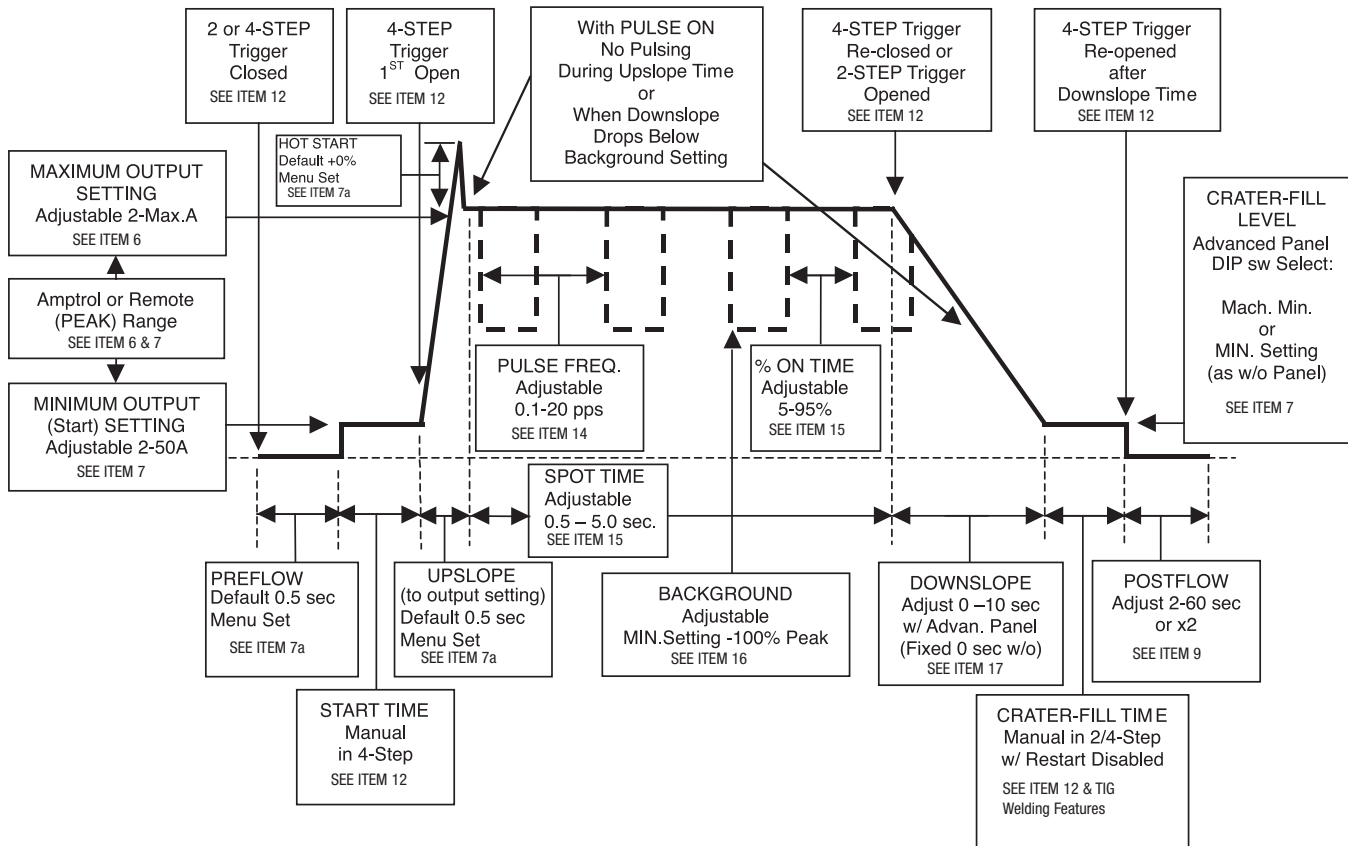 2 or 4-STEP
Trigger
Closed
SEE ITEM 12
4-STEP
Trigger
1ST Open
SEE ITEM 12
With PULSE ON
No Pulsing
During Upslope Time
or
When Downslope
Drops Below
Background Setting
4-STEP Trigger
Re-closed or
2-STEP Trigger
Opened
SEE ITEM 12
4-STEP Trigger
Re-opened
after
Downslope Time
SEE ITEM 12
HOT START
Default +0%
Menu Set
SEE ITEM 7a
MAXIMUM OUTPUT
SETTING
Adjustable 2-Max.A
SEE ITEM 6
Amptrol or Remote
(PEAK) Range
SEE ITEM 6 & 7
MINIMUM OUTPUT
(Start) SETTING
Adjustable 2-50A
SEE ITEM 7
CRATER-FILL
LEVEL
Advanced Panel
DIP sw Select:
Mach. Min.
or
MIN. Setting
(as w/o Panel)
SEE ITEM 7
PULSE FREQ.
Adjustable
0.1-20 pps
SEE ITEM 14
% ON TIME
Adjustable
5-95%
SEE ITEM 15
SPOT TIME
Adjustable
0.5 – 5.0 sec.
SEE ITEM 15
PREFLOW
Default 0.5 sec
Menu Set
SEE ITEM 7a
UPSLOPE
(to output setting)
Default 0.5 sec
Menu Set
SEE ITEM 7a
BACKGROUND
Adjustable
MIN.Setting -100% Peak
SEE ITEM 16
DOWNSLOPE
Adjust 0 –10 sec
w/ Advan. Panel
(Fixed 0 sec w/o)
SEE ITEM 17
POSTFLOW
Adjust 2-60 sec
or x2
SEE ITEM 9
START TIME
Manual
in 4-Step
SEE ITEM 12
CRATER-FILL TIME
Manual in 2/4-Step
w/ Restart Disabled
SEE ITEM 12 & TIG
Welding Features